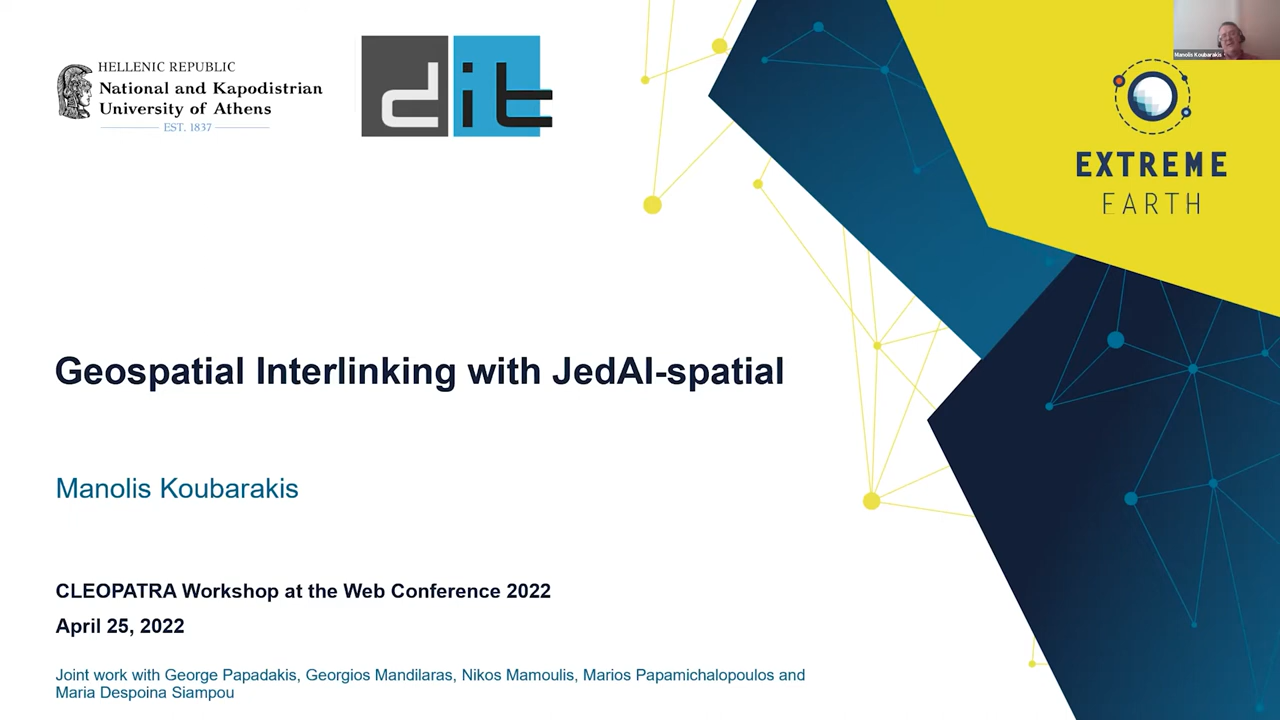 HELLENIC REPUBLIC
National and Kapodistrian
University of Athens
EST. 1837
dit
Manolis Koubarakis
EXTREME
EARTH
Geospatial Interlinking with JedAI-spatial
Manolis Koubarakis
CLEOPATRA Workshop at the Web Conference 2022
April 25, 2022
Joint work with George Papadakis, Georgios Mandilaras, Nikos Mamoulis, Marios Papamichalopoulos and
Maria Despoina Siampou